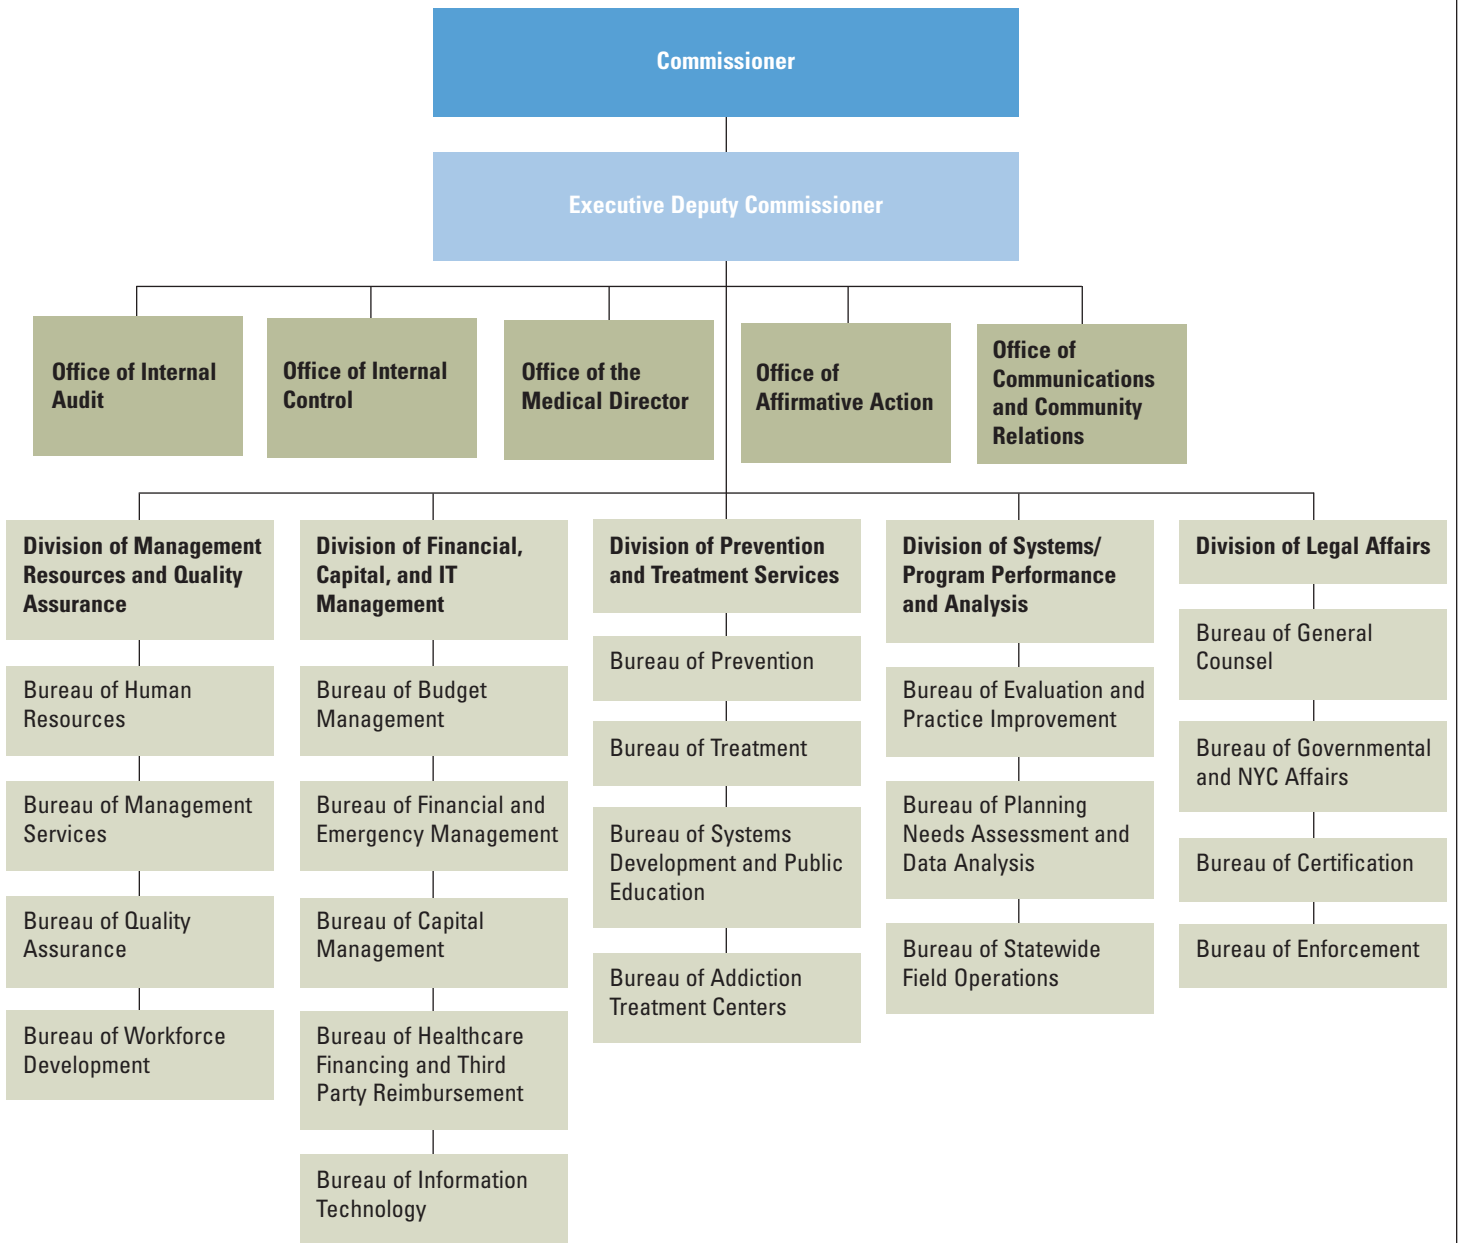 Commissioner
Executive Deputy Commissioner
Office of Internal
Audit
Office of Internal
Control
Office of the
Medical Director
Office of
Affirmative Action
Office of
Communications
and Community
Relations
Division of Management
Resources and Quality
Assurance
Bureau of Human
Resources
Bureau of Management
Services
Bureau of Quality
Assurance
Bureau of Workforce
Development
Division of Financial,
Capital, and IT
Management
Bureau of Budget
Management
Bureau of Financial and
Emergency Management
Bureau of Capital
Management
Bureau of Healthcare
Financing and Third
Party Reimbursement
Bureau of Information
Technology
Division of Prevention
and Treatment Services
Bureau of Prevention
Bureau of Treatment
Bureau of Systems
Development and Public
Education
Bureau of Addiction
Treatment Centers
Division of Systems/
Program Performance
and Analysis
Bureau of Evaluation and
Practice Improvement
Bureau of Planning
Needs Assessment and
Data Analysis
Bureau of Statewide
Field Operations
Division of Legal Affairs
Bureau of General
Counsel
Bureau of Governmental
and NYC Affairs
Bureau of Certification
Bureau of Enforcement